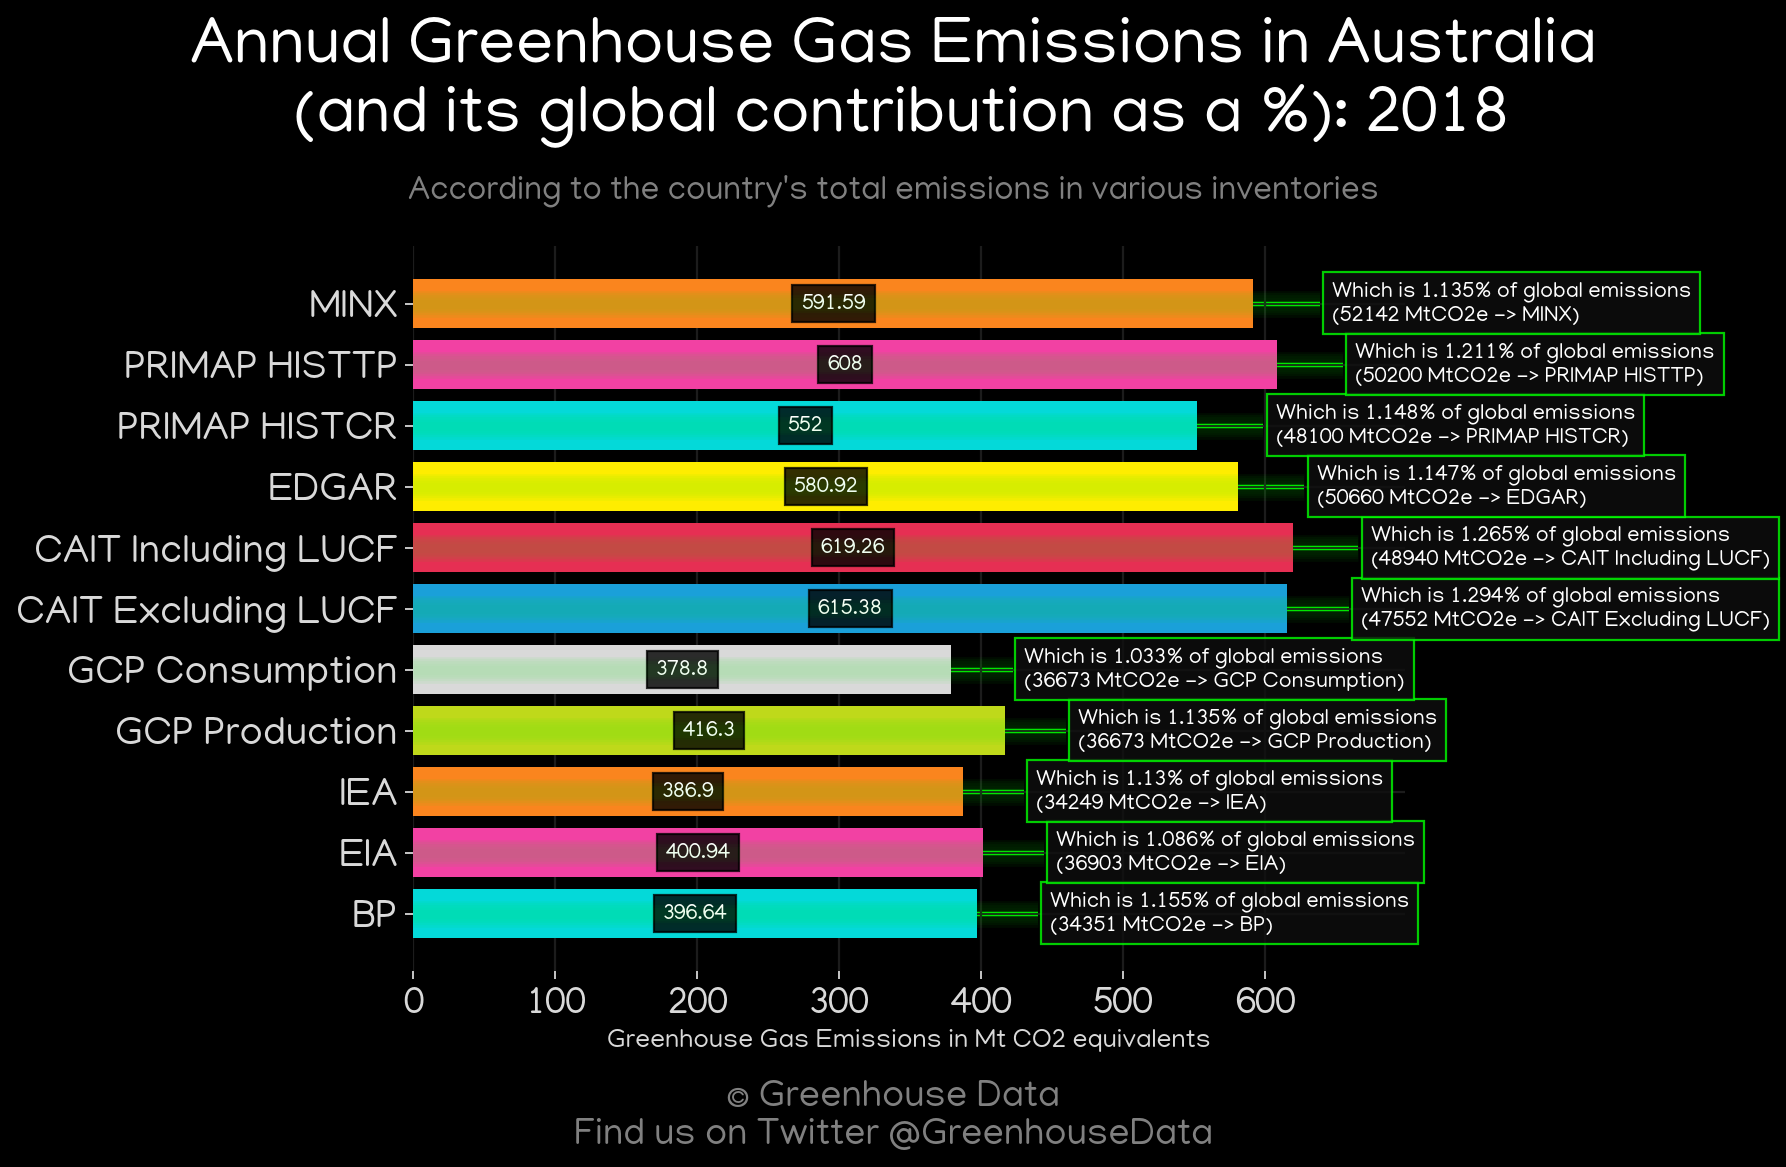 Annual Greenhouse Gas Emissions in Australia
(and its global contribution as a %): 2018
According to the country's total emissions in various inventories
MINX
591.59
Which is 1.135% of global emissions
(52142 MtCO2e -> MINX)
PRIMAP HISTTP
608
Which is 1.211% of global emissions
(50200 MtCO2e -> PRIMAP HISTTP)
PRIMAP HISTCR
552
Which is 1.148% of global emissions
(48100 MtCO2e -> PRIMAP HISTCR)
EDGAR
580.92
Which is 1.147% of global emissions
(50660 MtCO2e -> EDGAR)
CAIT Including LUCF
619.26
Which is 1.265% of global emissions
(48940 MtCO2e -> CAIT Including LUCF)
CAIT Excluding LUCF
615.38
Which is 1.294% of global emissions
(47552 MtCO2e -> CAIT Excluding LUCF)
GCP Consumption
378.8
Which is 1.033% of global emissions
(36673 MtCO2e -> GCP Consumption)
GCP Production
416.3
Which is 1.135% of global emissions
(36673 MtCO2e -> GCP Production)
IEA
386.9
Which is 1.13% of global emissions
(34249 MtCO2e -> IEA)
EIA
400.94
Which is 1.086% of global emissions
(36903 MtCO2e -> EIA)
BP
396.64
Which is 1.155% of global emissions
(34351 MtCO2e -> BP)
0 100 200 300 400 500 600
Greenhouse Gas Emissions in Mt CO2 equivalents
© Greenhouse Data
Find us on Twitter @GreenhouseData